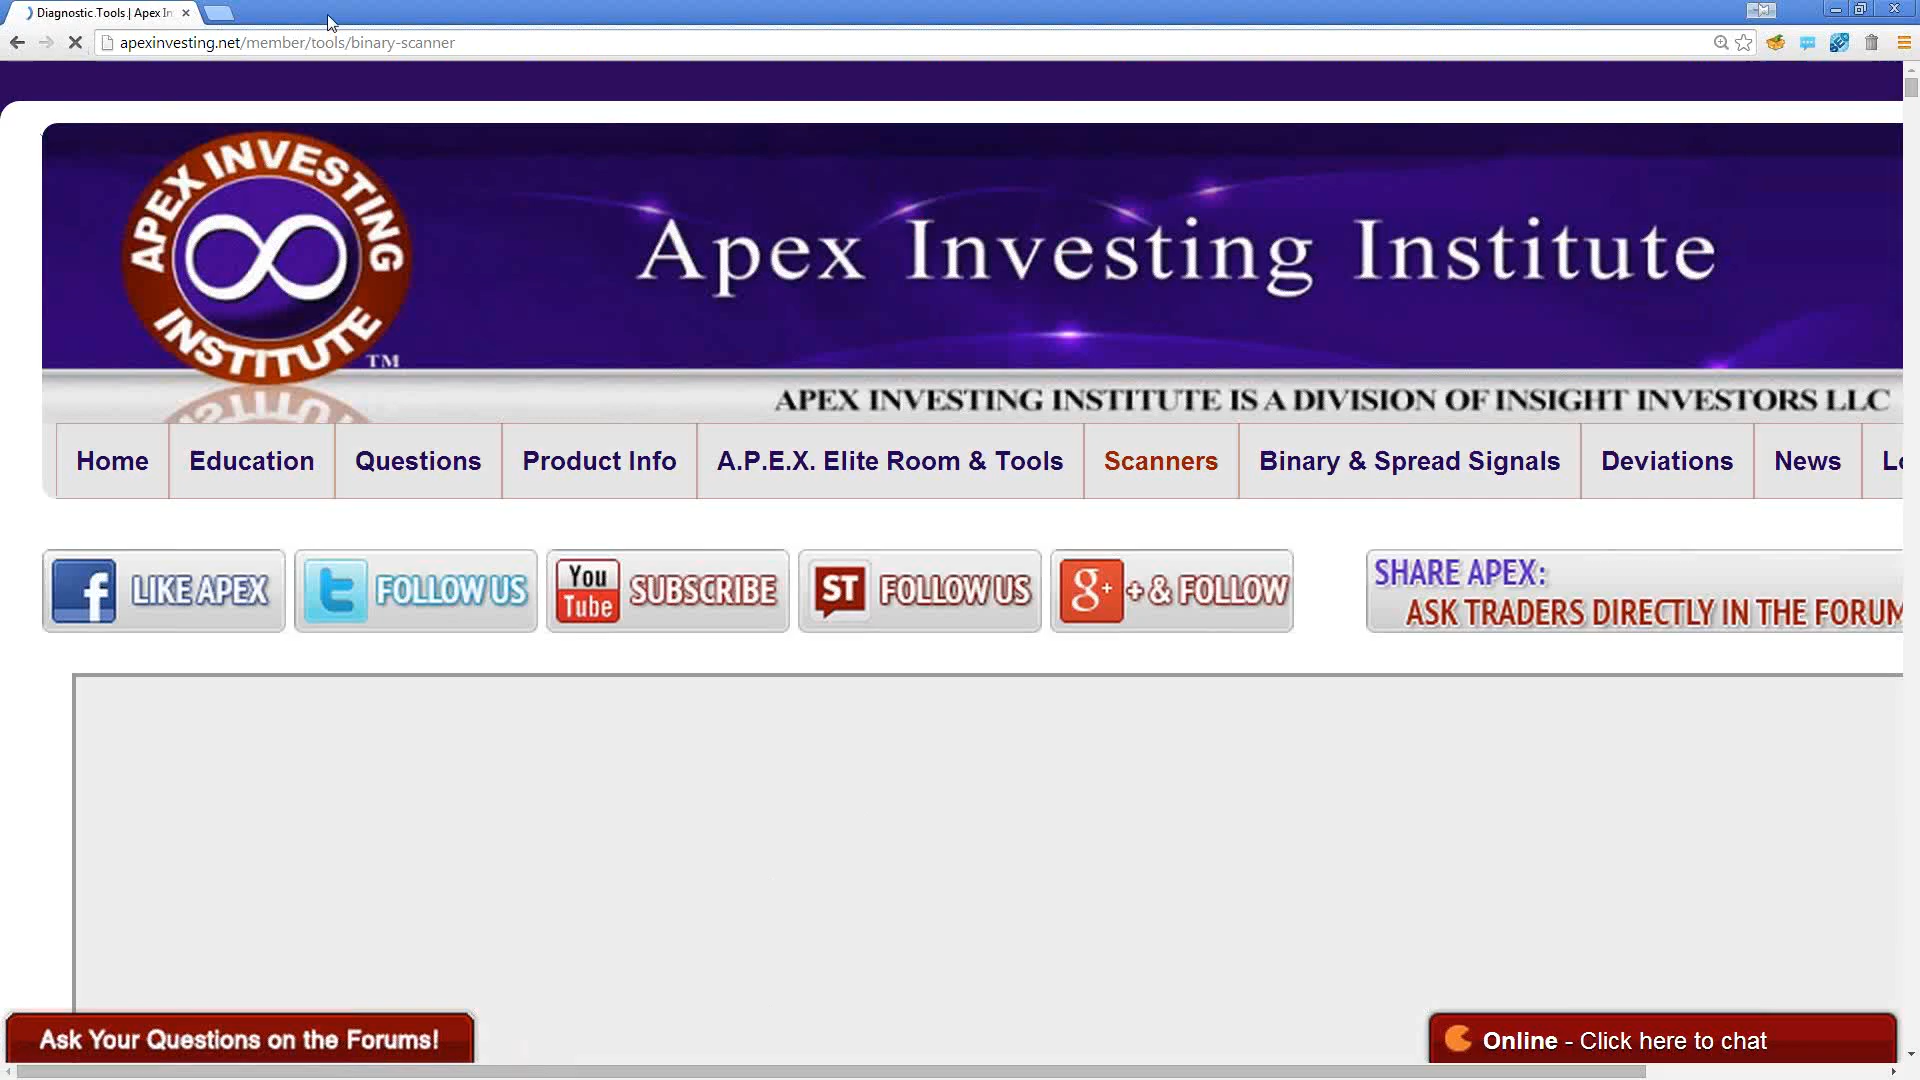 Diagnostic.Tools.| Apex In
apexinvesting.net/member/tools/binary-scanner
APEX INVESTING
INSTITUTE
TM
Apex Investing Institute
APEX INVESTING INSTITUTE IS A DIVISION OF INSIGHT INVESTORS LLC
Home Education Questions Product Info A.P.E.X. Elite Room & Tools Scanners Binary & Spread Signals Deviations News
f LIKE APEX
t FOLLOW US
You Tube SUBSCRIBE
ST FOLLOW US
g+ + & FOLLOW
SHARE APEX:
ASK TRADERS DIRECTLY IN THE FORUM
Ask Your Questions on the Forums!
Online - Click here to chat